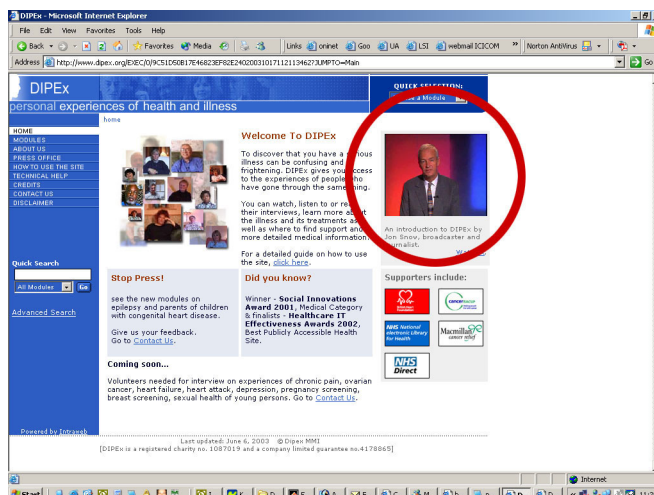 DIPEx - Microsoft Internet Explorer
File Edit View Favorites Tools Help
Back Search Favorites Media Links oninet Goo UA LSI webmail ICICOM » Norton AntiVirus
Address http://www.dipex.org/EXEC/0/9C51D50B17E46823EF82E24020031017112113462?JUMPTO=Main Go
DIPEx
personal experiences of health and illness
QUICK SELECTION:
a Module
home
HOME
MODULES
ABOUT US
PRESS OFFICE
HOW TO USE THE SITE
TECHNICAL HELP
CREDITS
CONTACT US
DISCLAIMER
Quick Search
All Modules Go
Advanced Search
Powered by Intraweb
Welcome To DIPEx
To discover that you have a serious
illness can be confusing and
frightening. DIPEx gives you access
to the experiences of people who
have gone through the same thing.
You can watch, listen to or read
their interviews, learn more about
the illness and its treatments as
well as where to find support and
more detailed medical information.
For a detailed guide on how to use
the site, click here.
An introduction to DIPEx by
Jon Snow, broadcaster and
journalist.
Stop Press!
see the new modules on
epilepsy and parents of children
with congenital heart disease.
Give us your feedback.
Go to Contact Us.
Did you know?
Winner - Social Innovations
Award 2001, Medical Category
& finalists - Healthcare IT
Effectiveness Awards 2002,
Best Publicly Accessible Health
Site.
Supporters include:
NHS National
electronic Library
for Health
Macmillan
cancer relief
NHS
Direct
Coming soon...
Volunteers needed for interview on experiences of chronic pain, ovarian
cancer, heart failure, heart attack, depression, pregnancy screening,
breast screening, sexual health of young persons. Go to Contact Us.
Last updated: June 6, 2003 © Dipex MMI
[DIPEx is a registered charity no. 1087019 and a company limited guarantee no.4178865]
Internet
Start